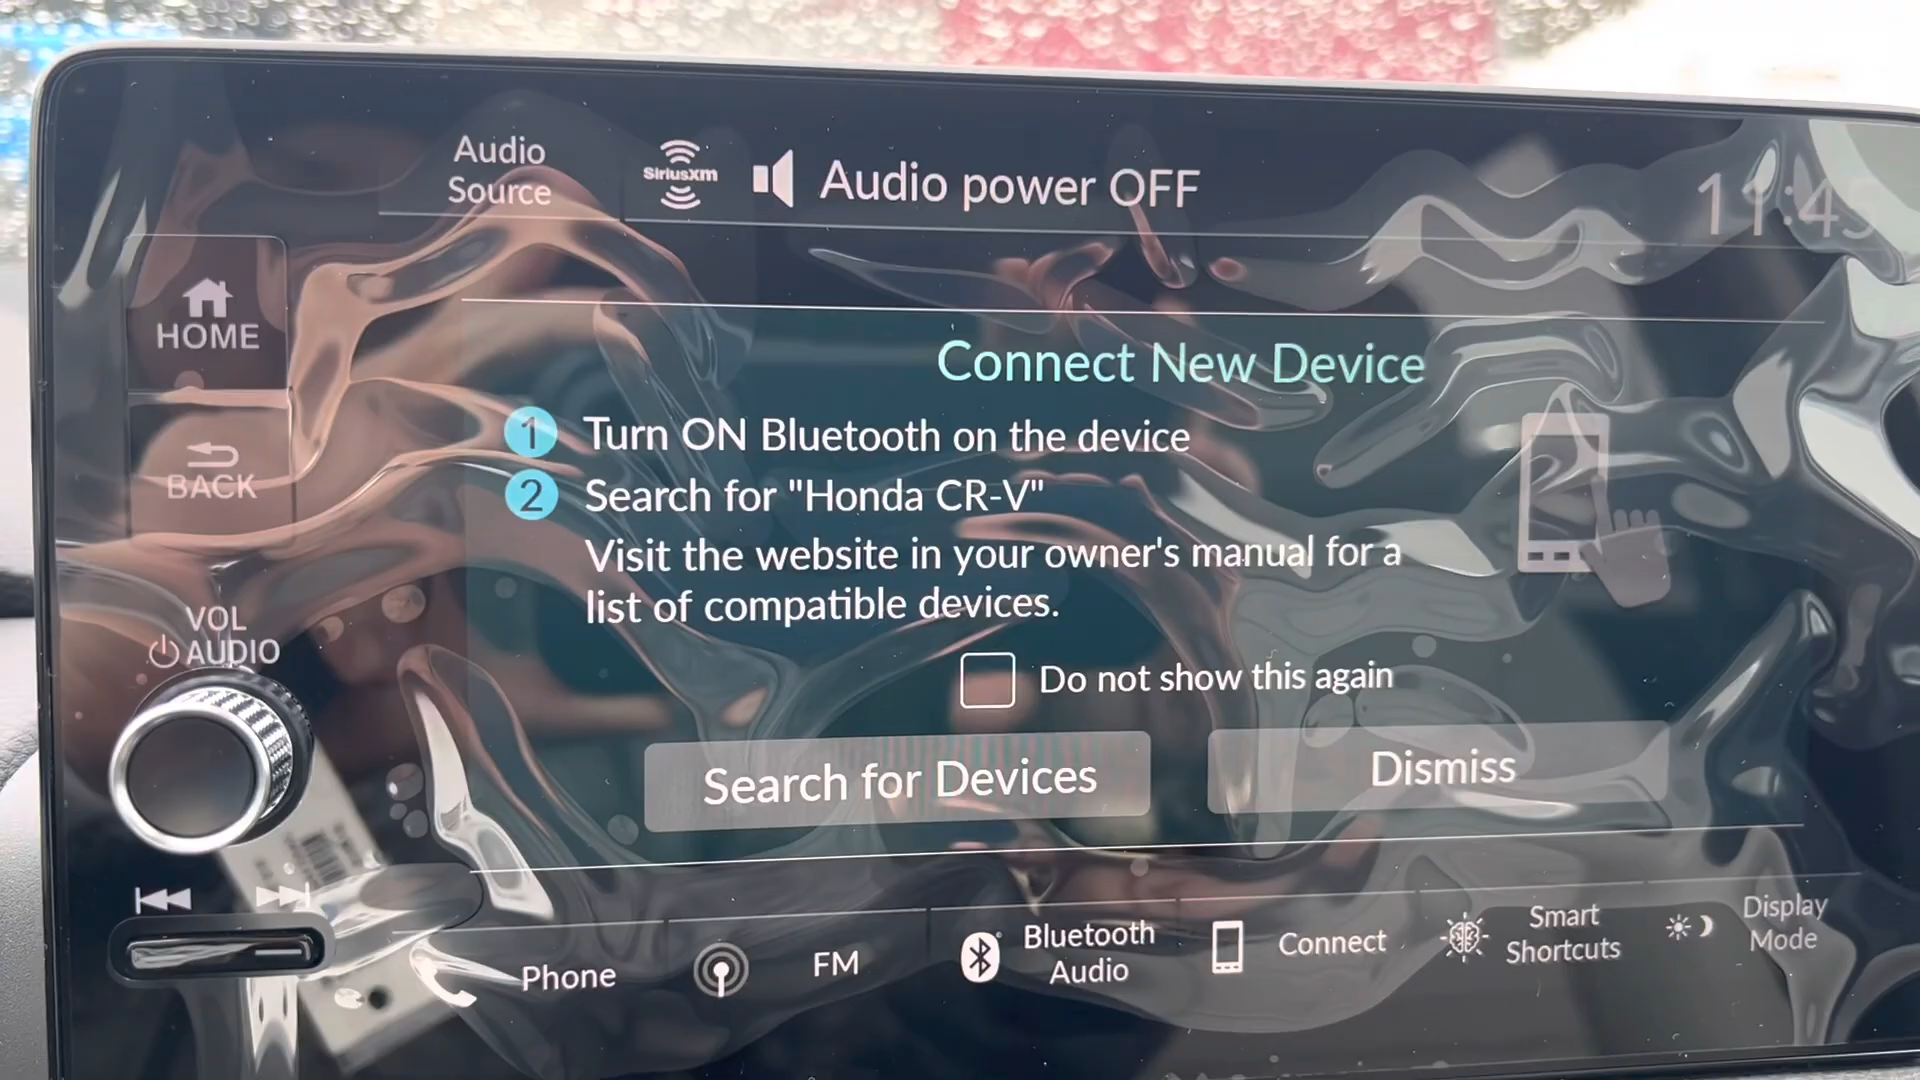 Audio
Source
SiriusXM
Audio power OFF
11:45
HOME
BACK
VOL
AUDIO
Connect New Device
1 Turn ON Bluetooth on the device
2 Search for "Honda CR-V"
Visit the website in your owner's manual for a
list of compatible devices.
Do not show this again
Search for Devices
Dismiss
Phone
FM
Bluetooth
Audio
Connect
Smart
Shortcuts
Display
Mode